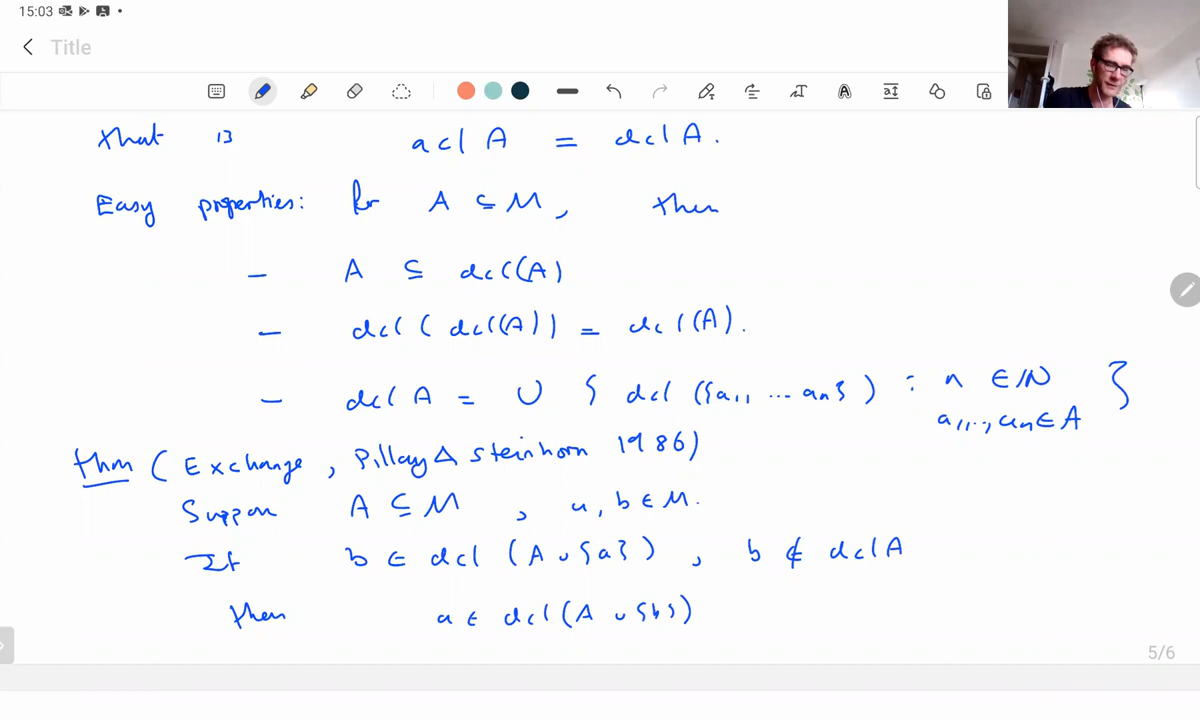 15:03
Title
that is acl A = dcl A.
Easy properties: for A ⊆ M, then
– A ⊆ dcl(A)
– dcl(dcl(A)) = dcl(A).
– dcl A = ∪ { dcl({a₁, ... aₙ}) : n ∈ ℕ
a₁, ..., aₙ ∈ A }
thm (Exchange, Pillay & Steinhorn 1986)
Suppose A ⊆ M, a, b ∈ M.
If b ∈ dcl (A ∪ {a}), b ∉ dcl A
then a ∈ dcl(A ∪ {b})
5/6